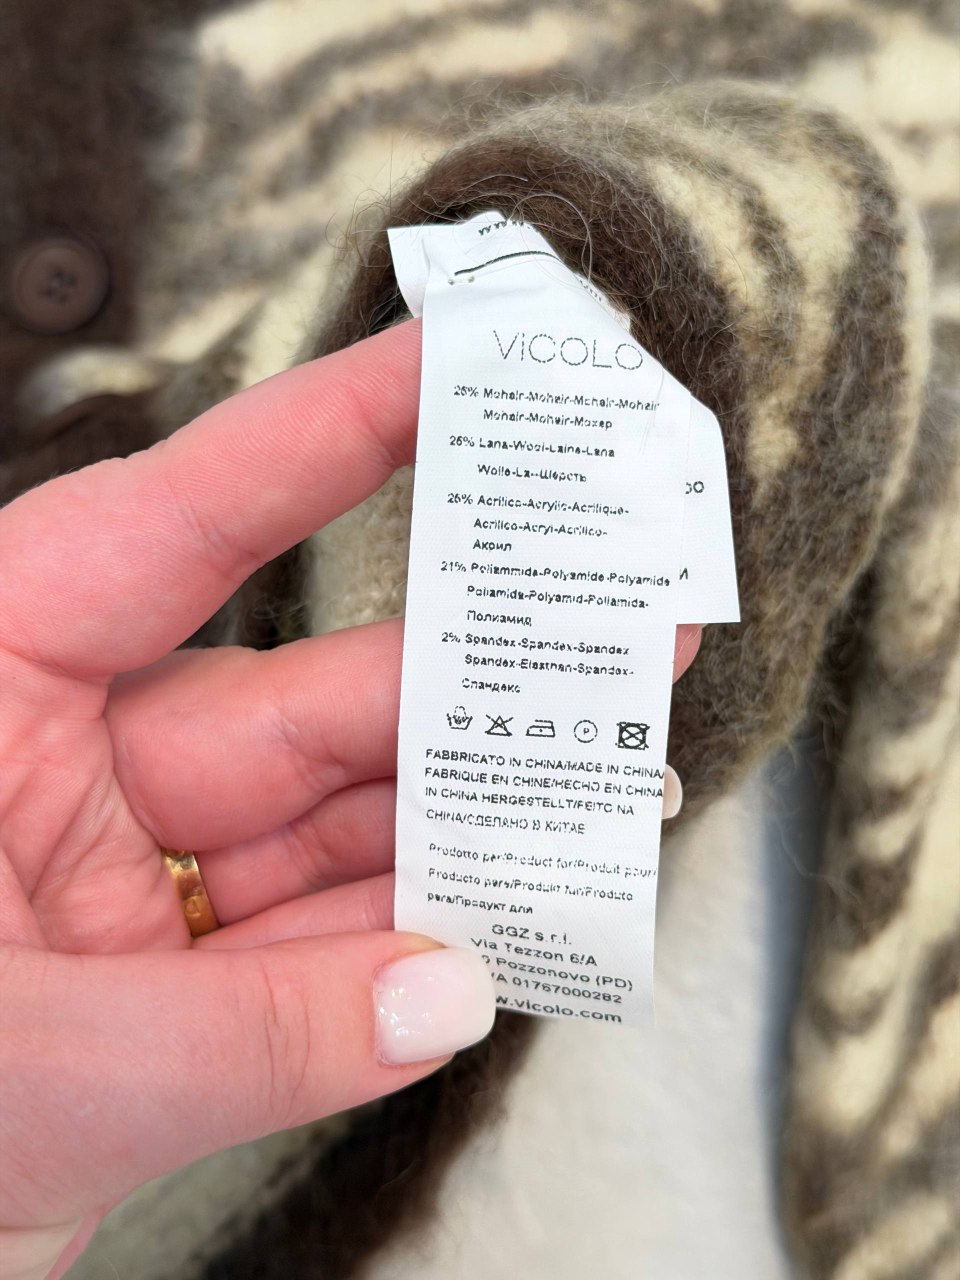 VICOLO
26% Mohair-Mohair-Mohair-Mohair
Mohair-Mohair-Мохер
26% Lana-Wool-Laine-Lana
Wolle-La-Шерсть
25% Acrilico-Acrylic-Acrilique-
Acrilico-Acryl-Acrilico-
Акрил
21% Poliammida-Polyamide-Polyamide
Poliamida-Polyamid-Poliamida-
Полиамид
2% Spandex-Spandex-Spandex
Spandex-Elasthan-Spandex-
Спандекс
P
FABBRICATO IN CHINA/MADE IN CHINA/
FABRIQUE EN CHINE/HECHO EN CHINA
IN CHINA HERGESTELLT/FEITO NA
CHINA/СДЕЛАНО В КИТАЕ
Prodotto per/Product for/Produit pour/
Producto para/Produkt fur/Produto
para/Продукт для
GGZ s.r.l.
Via Tezzon 6/A
Pozzonovo (PD)
/A 01767000282
w.vicolo.com